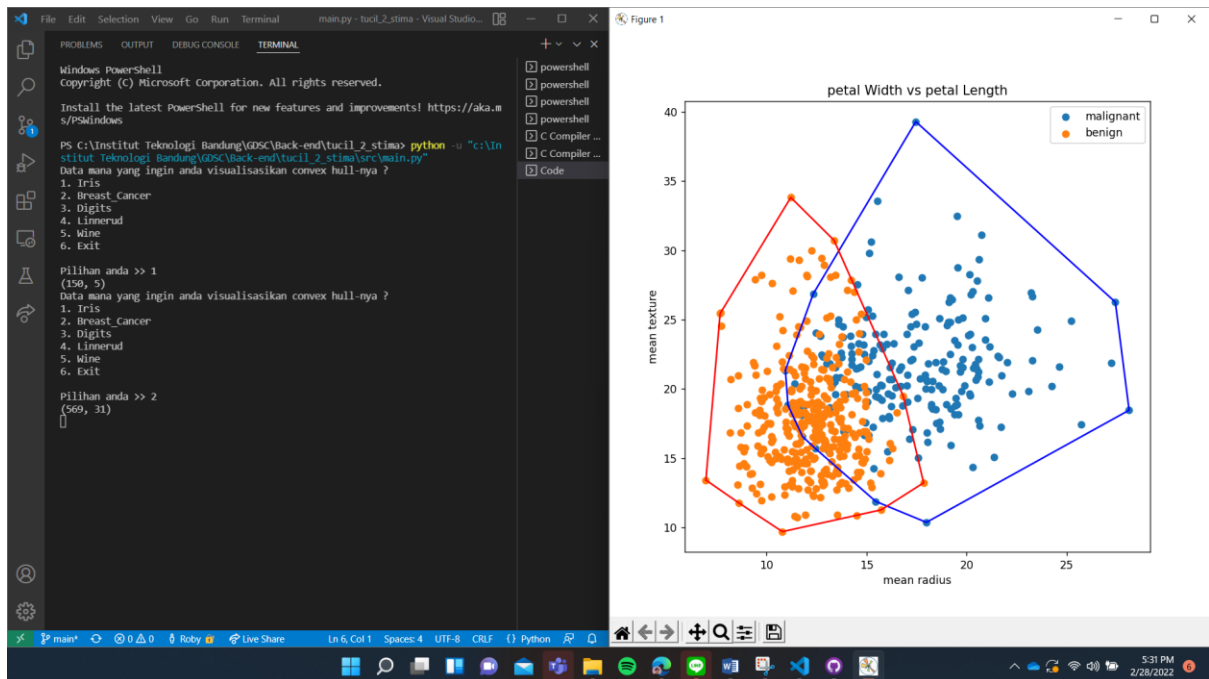 File Edit Selection View Go Run Terminal main.py - tucil_2_stima - Visual Studio...
PROBLEMS OUTPUT DEBUG CONSOLE TERMINAL
Windows PowerShell
Copyright (C) Microsoft Corporation. All rights reserved.
Install the latest PowerShell for new features and improvements! https://aka.m
s/PSWindows
PS C:\Institut Teknologi Bandung\GDSC\Back-end\tucil_2_stima> python -u "c:\In
stitut Teknologi Bandung\GDSC\Back-end\tucil_2_stima\src\main.py"
Data mana yang ingin anda visualisasikan convex hull-nya ?
1. Iris
2. Breast_Cancer
3. Digits
4. Linnerud
5. Wine
6. Exit
Pilihan anda >> 1
(150, 5)
Data mana yang ingin anda visualisasikan convex hull-nya ?
1. Iris
2. Breast_Cancer
3. Digits
4. Linnerud
5. Wine
6. Exit
Pilihan anda >> 2
(569, 31)
powershell
powershell
powershell
powershell
C Compiler ...
C Compiler ...
Code
1
main* 0 0 Roby Live Share Ln 6, Col 1 Spaces: 4 UTF-8 CRLF {} Python
Figure 1
petal Width vs petal Length
malignant
benign
40
35
30
25
20
15
10
mean texture
10 15 20 25
mean radius
5:31 PM
2/28/2022
6